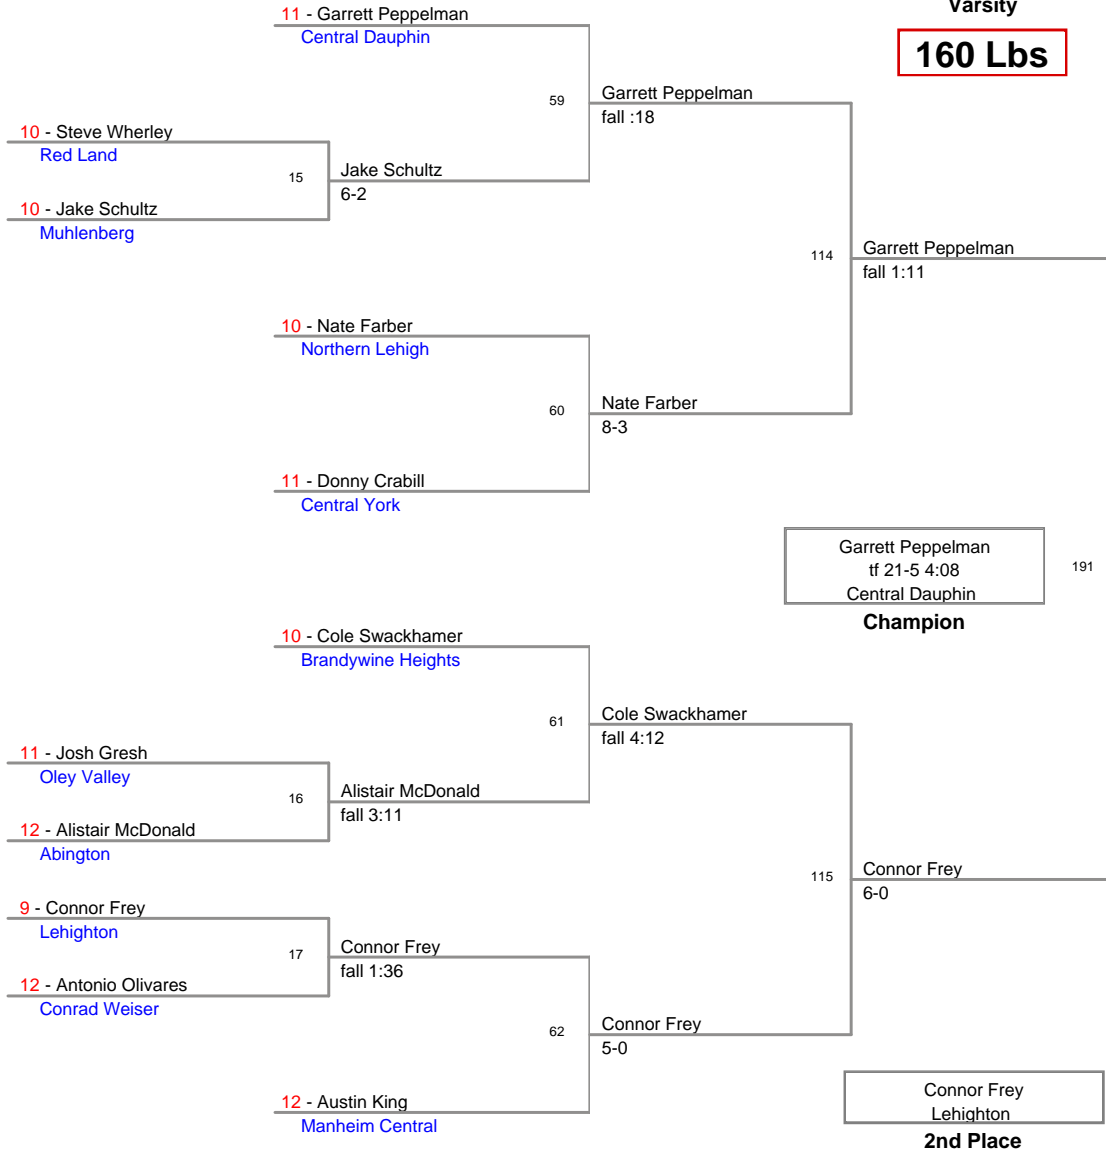 Varsity
160 Lbs
11 - Garrett Peppelman
Central Dauphin
59
Garrett Peppelman
fall :18
10 - Steve Wherley
Red Land
15
Jake Schultz
6-2
10 - Jake Schultz
Muhlenberg
114
Garrett Peppelman
fall 1:11
10 - Nate Farber
Northern Lehigh
60
Nate Farber
8-3
11 - Donny Crabill
Central York
Garrett Peppelman
tf 21-5 4:08
Central Dauphin
191
Champion
10 - Cole Swackhamer
Brandywine Heights
61
Cole Swackhamer
fall 4:12
11 - Josh Gresh
Oley Valley
16
Alistair McDonald
fall 3:11
12 - Alistair McDonald
Abington
115
Connor Frey
6-0
9 - Connor Frey
Lehighton
17
Connor Frey
fall 1:36
12 - Antonio Olivares
Conrad Weiser
62
Connor Frey
5-0
12 - Austin King
Manheim Central
Connor Frey
Lehighton
2nd Place